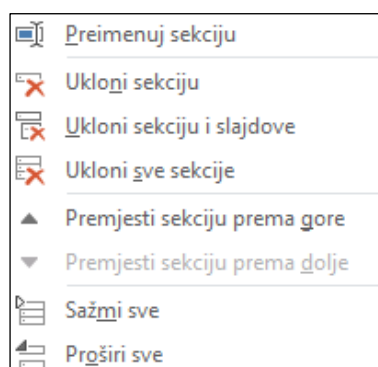 Preimenuj sekciju
Ukloni sekciju
Ukloni sekciju i slajdove
Ukloni sve sekcije
Premjesti sekciju prema gore
Premjesti sekciju prema dolje
Sažmi sve
Proširi sve